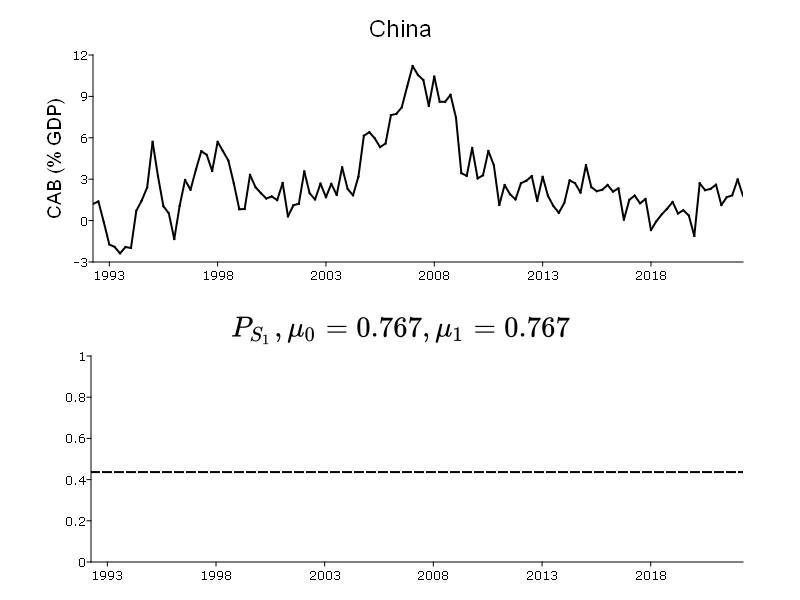 China
CAB (% GDP)
12
9
6
3
0
−3
1993 1998 2003 2008 2013 2018
P_{S_1}, μ_0 = 0.767, μ_1 = 0.767
1
0.8
0.6
0.4
0.2
0
1993 1998 2003 2008 2013 2018